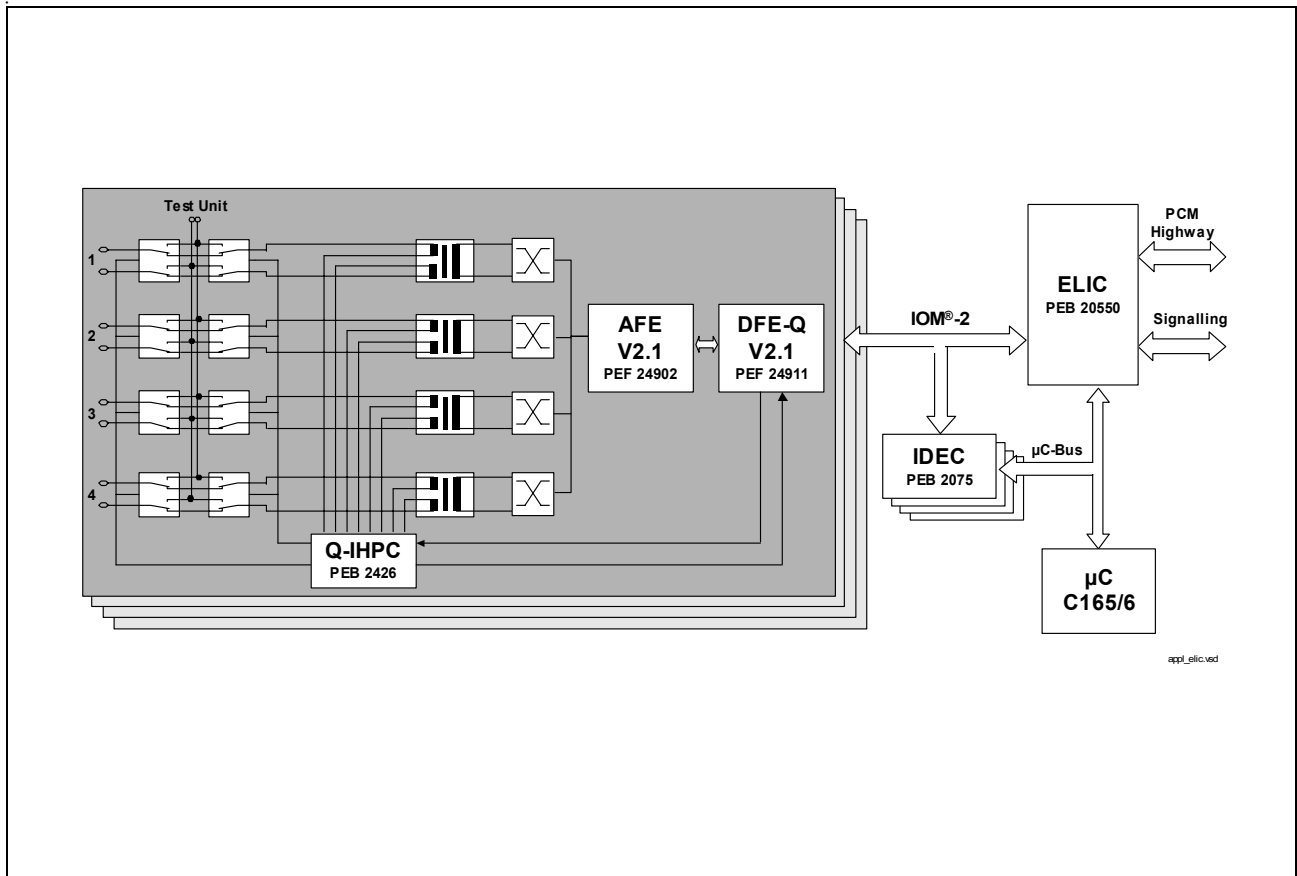 Test Unit
1
2
3
4
AFE
V2.1
PEF 24902
DFE-Q
V2.1
PEF 24911
Q-IHPC
PEB 2426
IOM®-2
ELIC
PEB 20550
PCM
Highway
Signalling
IDEC
PEB 2075
µC-Bus
µC
C165/6
appl_elic.vsd